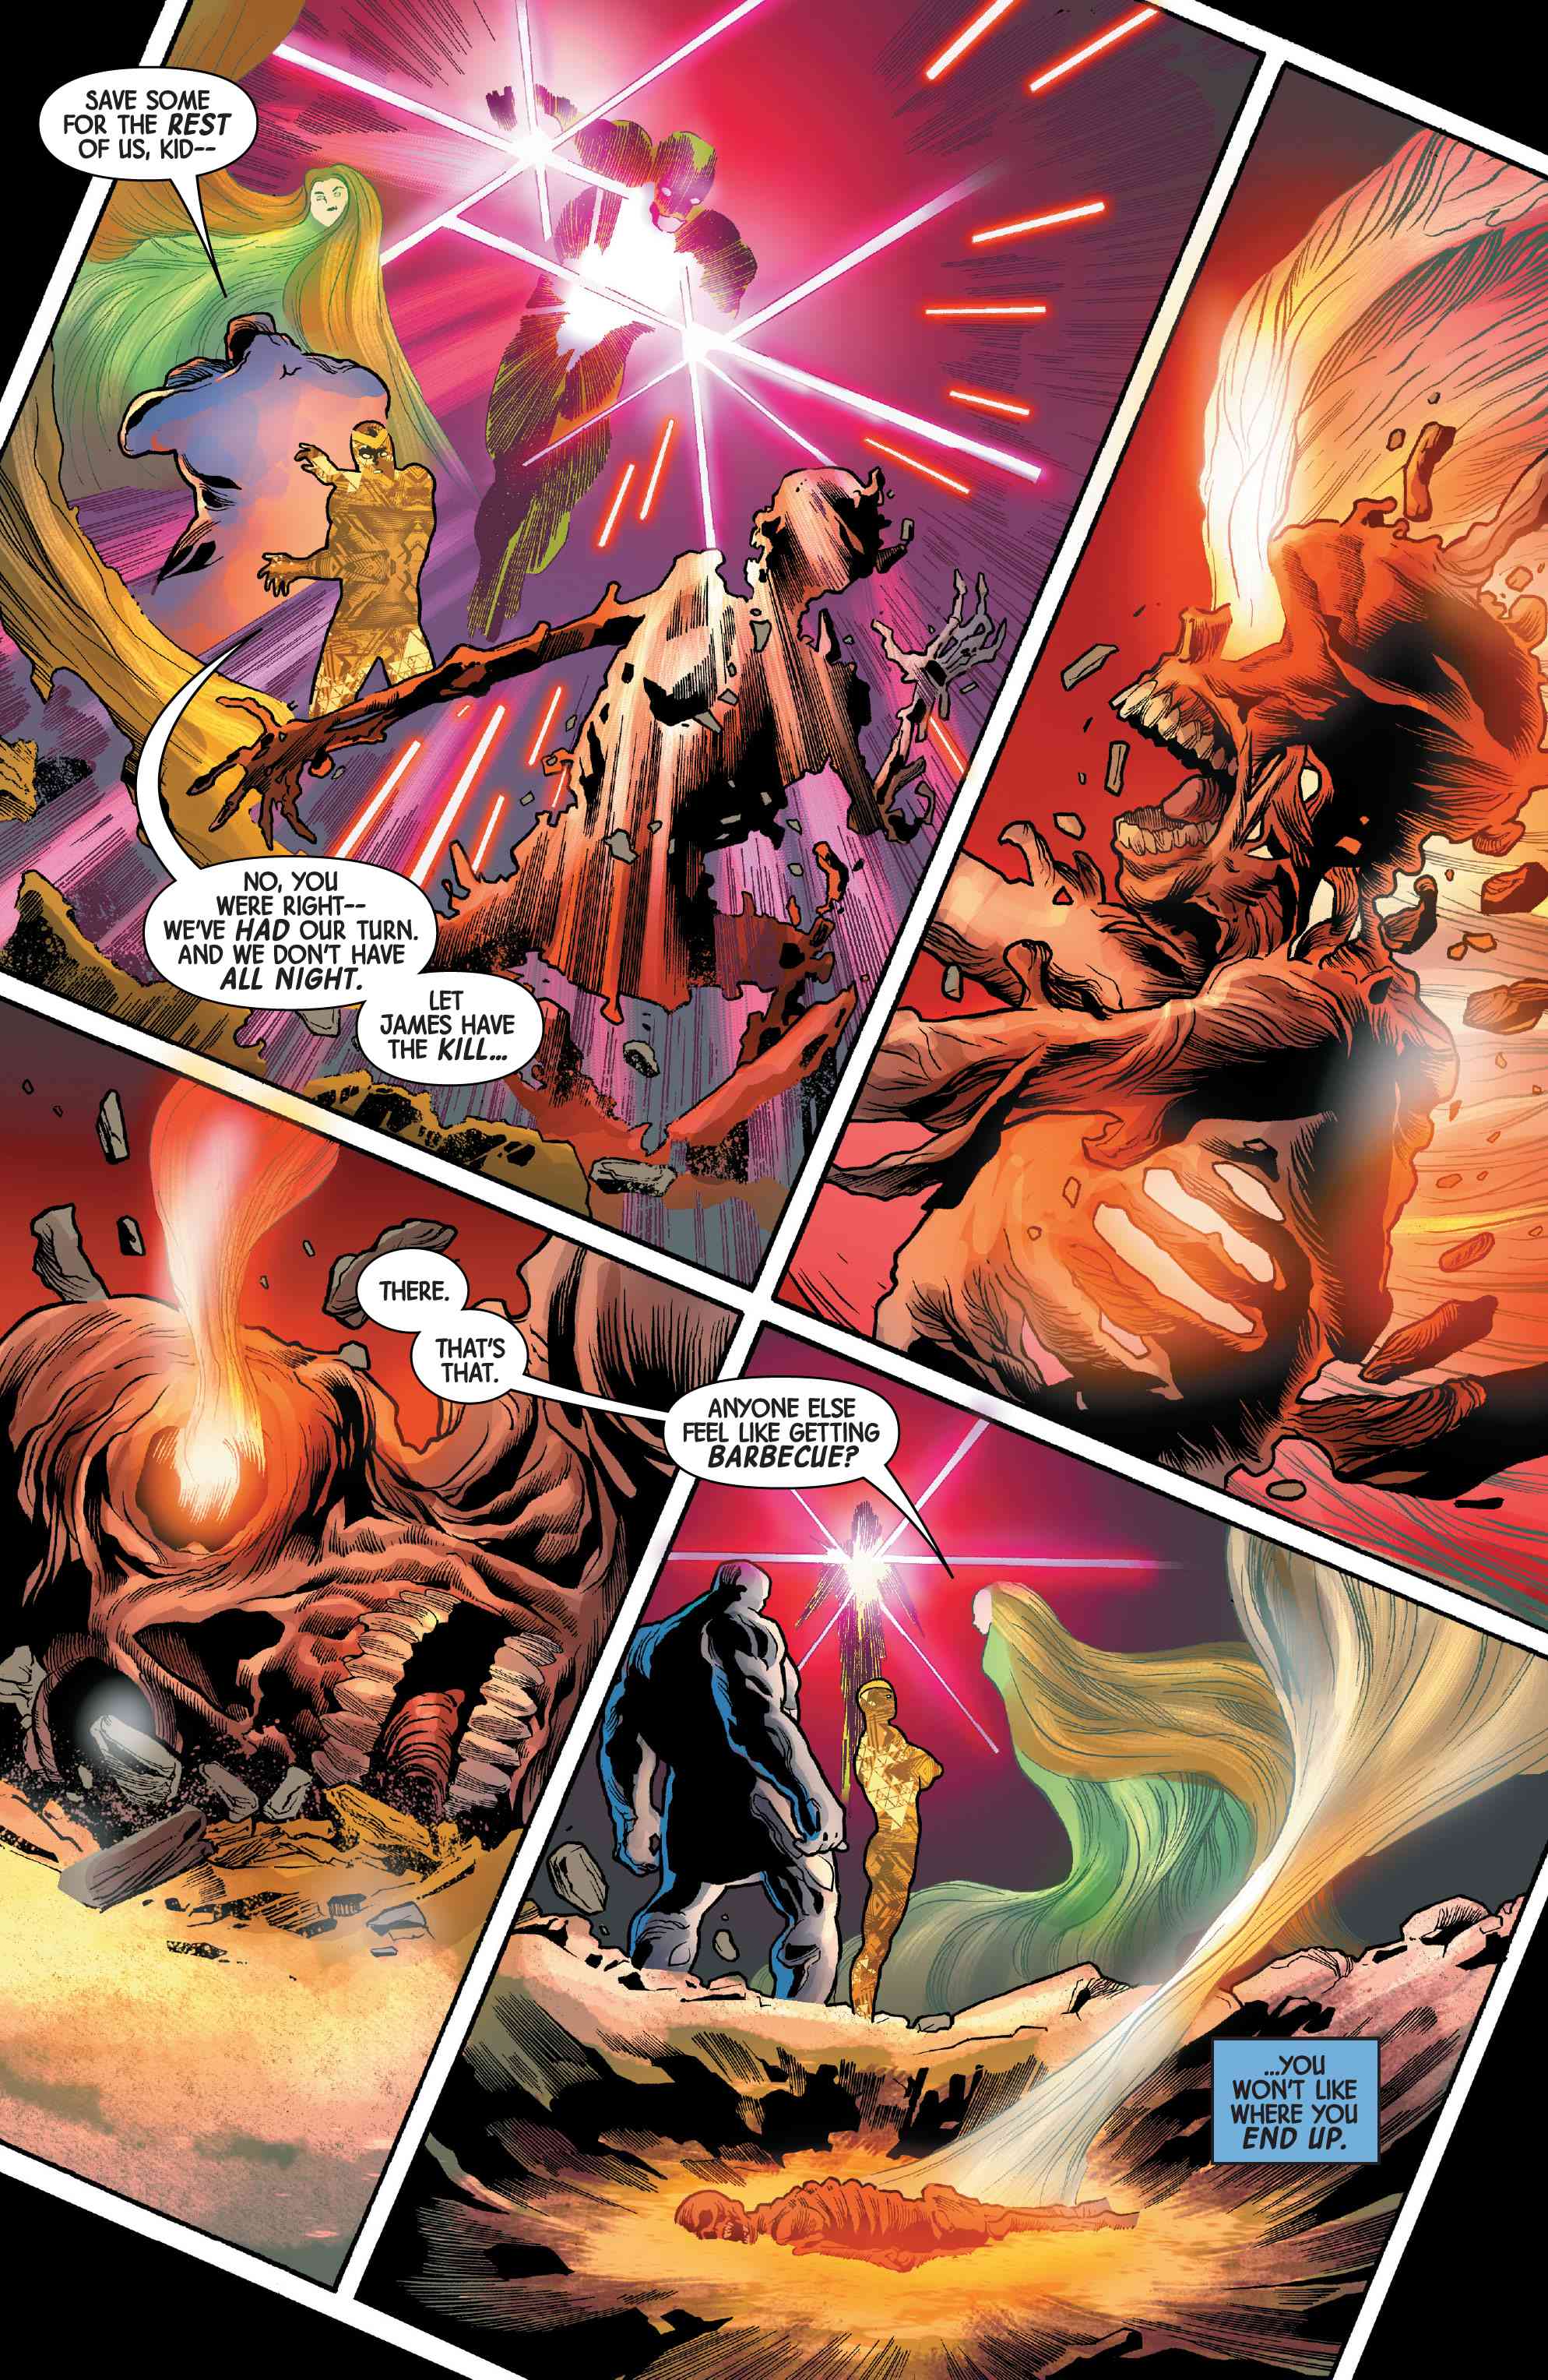 SAVE SOME
FOR THE REST
OF US, KID--
NO, YOU
WERE RIGHT--
WE'VE HAD OUR TURN.
AND WE DON'T HAVE
ALL NIGHT.
LET
JAMES HAVE
THE KILL...
THERE.
THAT'S
THAT.
ANYONE ELSE
FEEL LIKE GETTING
BARBECUE?
...YOU
WON'T LIKE
WHERE YOU
END UP.